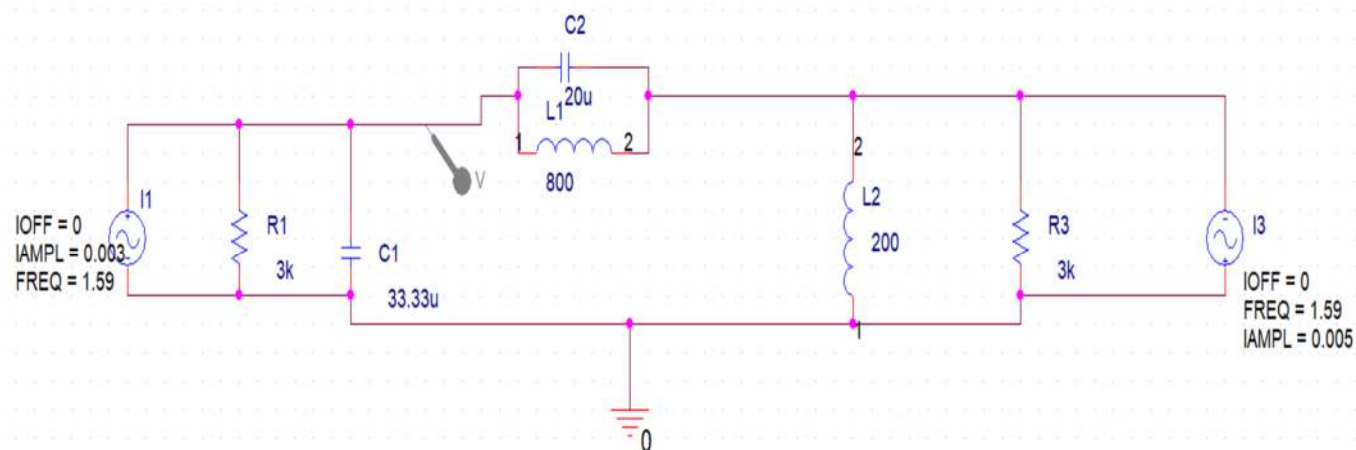 C2
20u
L1
1
2
800
V
I1
IOFF = 0
IAMPL = 0.003
FREQ = 1.59
R1
3k
C1
33.33u
2
L2
200
1
R3
3k
I3
IOFF = 0
FREQ = 1.59
IAMPL = 0.005
0